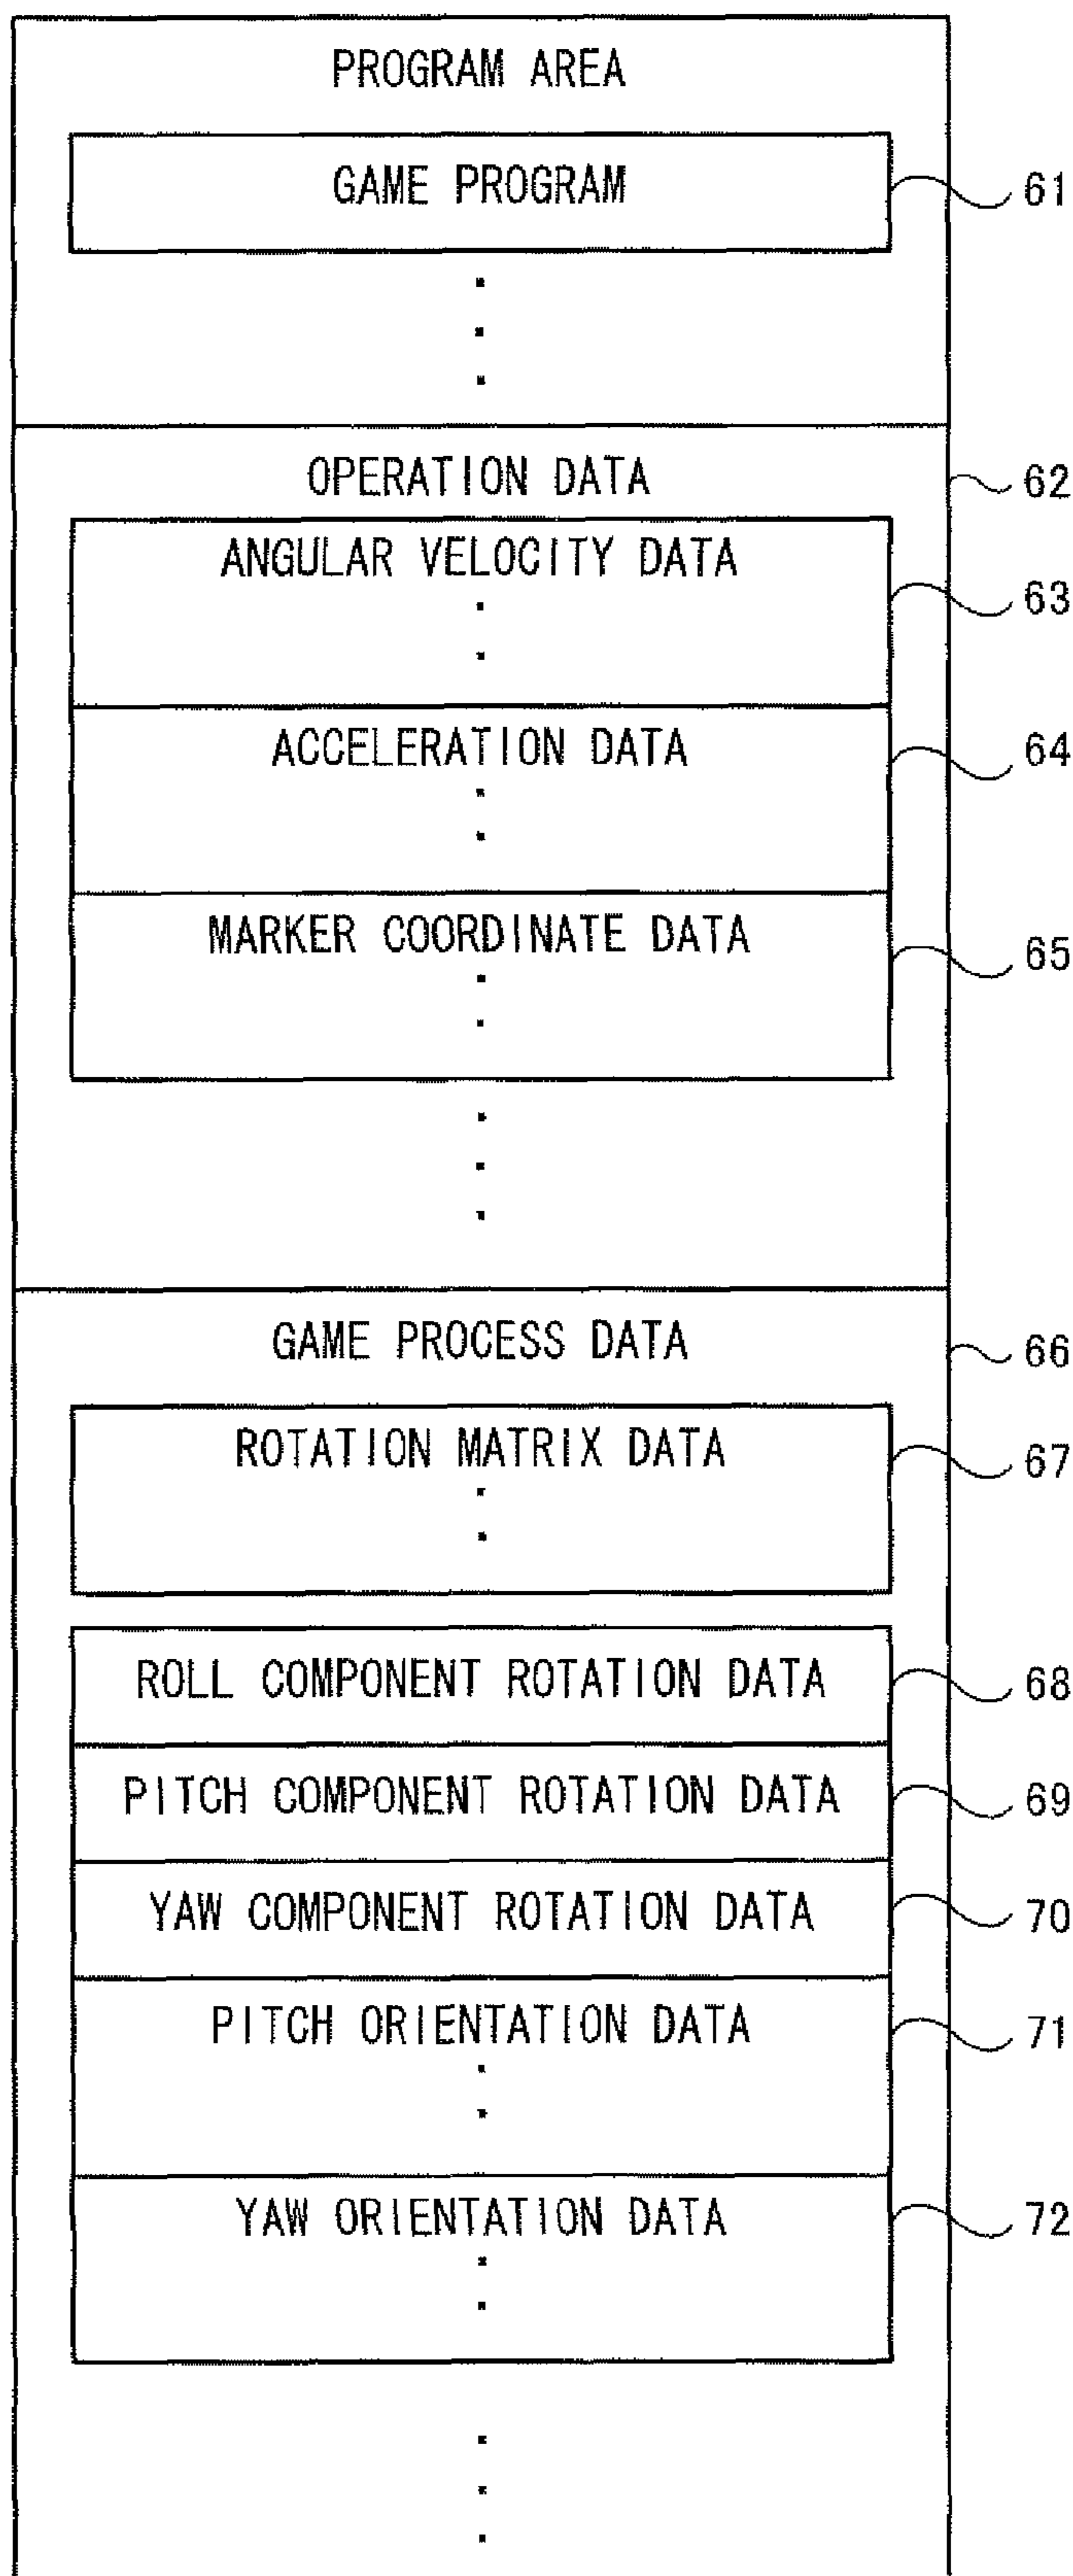 PROGRAM AREA
GAME PROGRAM 61
OPERATION DATA 62
ANGULAR VELOCITY DATA 63
ACCELERATION DATA 64
MARKER COORDINATE DATA 65
GAME PROCESS DATA 66
ROTATION MATRIX DATA 67
ROLL COMPONENT ROTATION DATA 68
PITCH COMPONENT ROTATION DATA 69
YAW COMPONENT ROTATION DATA 70
PITCH ORIENTATION DATA 71
YAW ORIENTATION DATA 72